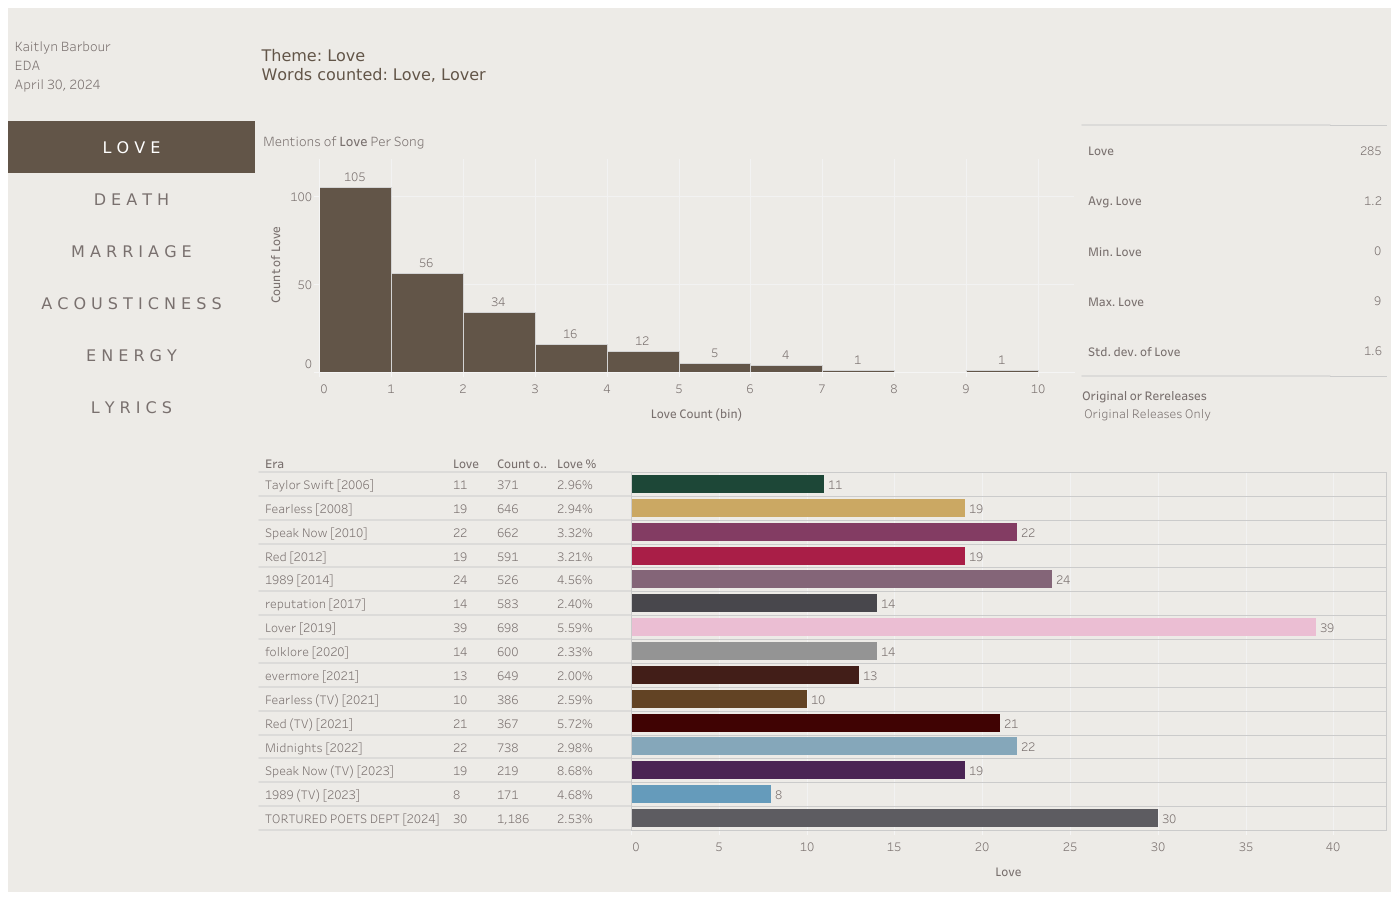 Kaitlyn Barbour
EDA
April 30, 2024
Theme: Love
Words counted: Love, Lover
LOVE
DEATH
MARRIAGE
ACOUSTICNESS
ENERGY
LYRICS
Mentions of Love Per Song
Count of Love
100
50
0
105
56
34
16
12
5
4
1
1
0 1 2 3 4 5 6 7 8 9 10
Love Count (bin)
Love 285
Avg. Love 1.2
Min. Love 0
Max. Love 9
Std. dev. of Love 1.6
Original or Rereleases
Original Releases Only
Era Love Count o.. Love %
Taylor Swift [2006] 11 371 2.96% 11
Fearless [2008] 19 646 2.94% 19
Speak Now [2010] 22 662 3.32% 22
Red [2012] 19 591 3.21% 19
1989 [2014] 24 526 4.56% 24
reputation [2017] 14 583 2.40% 14
Lover [2019] 39 698 5.59% 39
folklore [2020] 14 600 2.33% 14
evermore [2021] 13 649 2.00% 13
Fearless (TV) [2021] 10 386 2.59% 10
Red (TV) [2021] 21 367 5.72% 21
Midnights [2022] 22 738 2.98% 22
Speak Now (TV) [2023] 19 219 8.68% 19
1989 (TV) [2023] 8 171 4.68% 8
TORTURED POETS DEPT [2024] 30 1,186 2.53% 30
0 5 10 15 20 25 30 35 40
Love